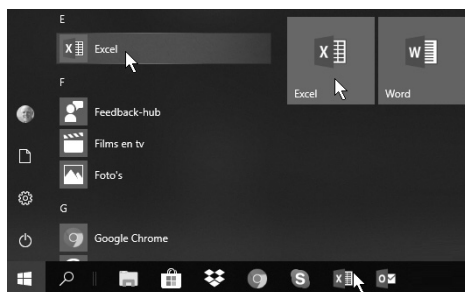 E
Excel
F
Feedback-hub
Films en tv
Foto's
G
Google Chrome
Excel
Word